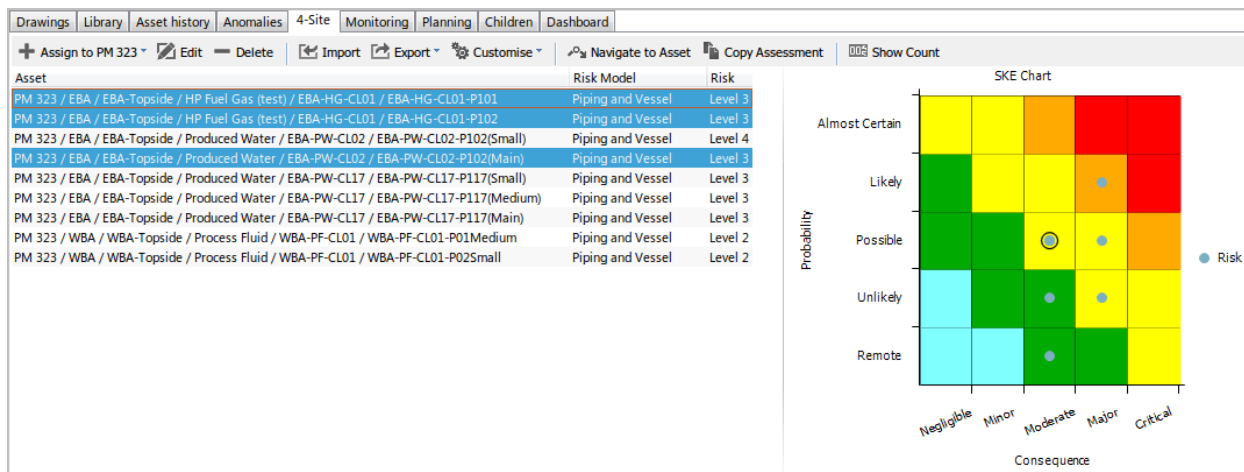 Drawings Library Asset history Anomalies 4-Site Monitoring Planning Children Dashboard
Assign to PM 323 Edit Delete Import Export Customise Navigate to Asset Copy Assessment Show Count
Asset Risk Model Risk
PM 323 / EBA / EBA-Topside / HP Fuel Gas (test) / EBA-HG-CL01 / EBA-HG-CL01-P101 Piping and Vessel Level 3
PM 323 / EBA / EBA-Topside / HP Fuel Gas (test) / EBA-HG-CL01 / EBA-HG-CL01-P102 Piping and Vessel Level 3
PM 323 / EBA / EBA-Topside / Produced Water / EBA-PW-CL02 / EBA-PW-CL02-P102(Small) Piping and Vessel Level 4
PM 323 / EBA / EBA-Topside / Produced Water / EBA-PW-CL02 / EBA-PW-CL02-P102(Main) Piping and Vessel Level 3
PM 323 / EBA / EBA-Topside / Produced Water / EBA-PW-CL17 / EBA-PW-CL17-P117(Small) Piping and Vessel Level 3
PM 323 / EBA / EBA-Topside / Produced Water / EBA-PW-CL17 / EBA-PW-CL17-P117(Medium) Piping and Vessel Level 3
PM 323 / EBA / EBA-Topside / Produced Water / EBA-PW-CL17 / EBA-PW-CL17-P117(Main) Piping and Vessel Level 3
PM 323 / WBA / WBA-Topside / Process Fluid / WBA-PF-CL01 / WBA-PF-CL01-P01Medium Piping and Vessel Level 2
PM 323 / WBA / WBA-Topside / Process Fluid / WBA-PF-CL01 / WBA-PF-CL01-P02Small Piping and Vessel Level 2
SKE Chart
Almost Certain
Likely
Possible
Unlikely
Remote
Probability
Negligible Minor Moderate Major Critical
Consequence
Risk